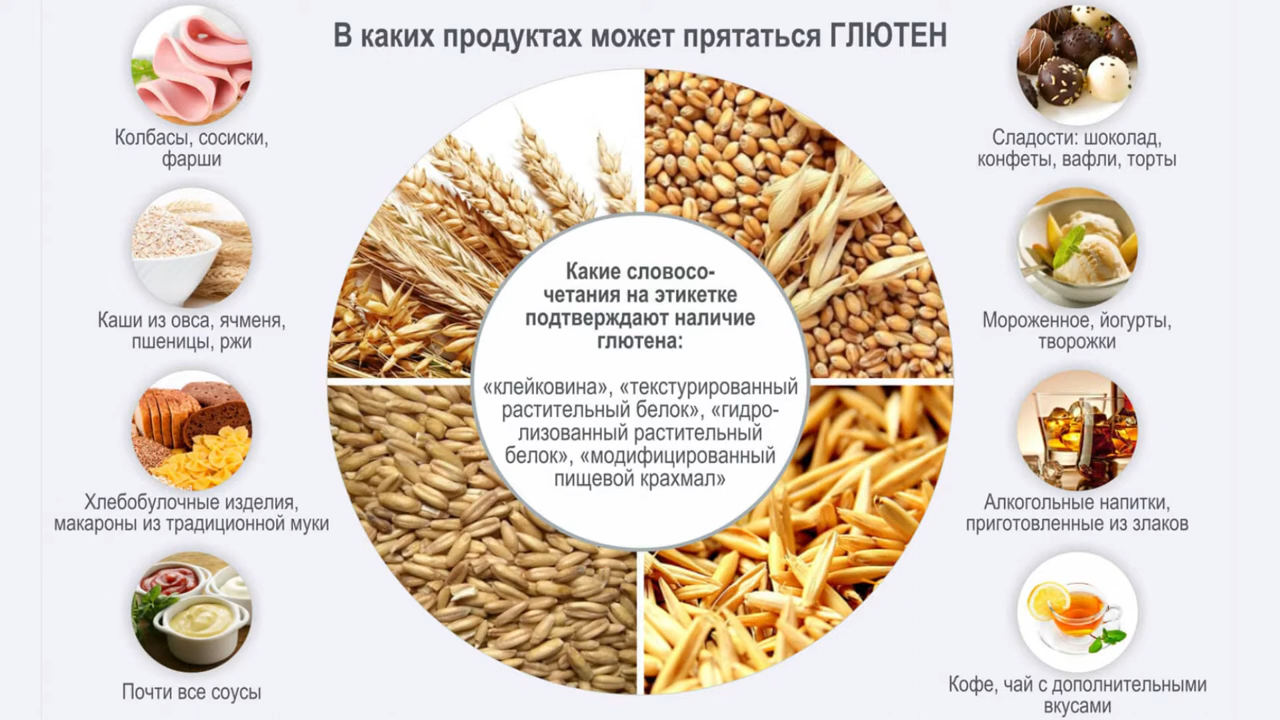 В каких продуктах может прятаться ГЛЮТЕН
Колбасы, сосиски,
фарши
Каши из овса, ячменя,
пшеницы, ржи
Хлебобулочные изделия,
макароны из традиционной муки
Почти все соусы
Какие словосо-
четания на этикетке
подтверждают наличие
глютена:
«клейковина», «текстурированный
растительный белок», «гидро-
лизованный растительный
белок», «модифицированный
пищевой крахмал»
Сладости: шоколад,
конфеты, вафли, торты
Мороженное, йогурты,
творожки
Алкогольные напитки,
приготовленные из злаков
Кофе, чай с дополнительными
вкусами